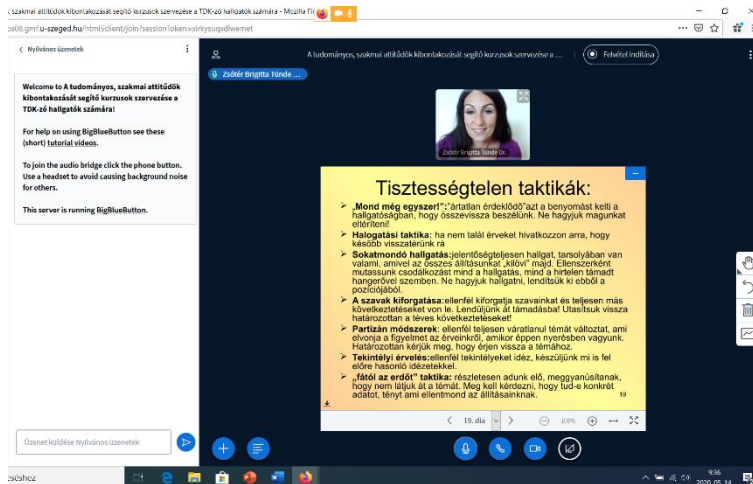 , szakmai attitűdök kibontakozását segítő kurzusok szervezése a TDK-zó hallgatók számára - Mozilla Fir
os08.gmf.u-szeged.hu/html5client/join?sessionToken=
Nyilvános üzenetek
A tudományos, szakmai attitűdök kibontakozását segítő kurzusok szervezése a ...
Felvétel indítása
Zsótér Brigitta Tünde ...
Welcome to A tudományos, szakmai attitűdök
kibontakozását segítő kurzusok szervezése a
TDK-zó hallgatók számára!
For help on using BigBlueButton see these
(short) tutorial videos.
To join the audio bridge click the phone button.
Use a headset to avoid causing background noise
for others.
This server is running BigBlueButton.
Zsótér Brigitta Tünde Dr.
Tisztességtelen taktikák:
➢ „Mond még egyszer!":"ártatlan érdeklődő"azt a benyomást kelti a
hallgatóságban, hogy összevissza beszélünk. Ne hagyjuk magunkat
eltéríteni!
➢ Halogatási taktika: ha nem talál érveket hivatkozzon arra, hogy
később visszatérünk rá
➢ Sokatmondó hallgatás:jelentőségteljesen hallgat, tarsolyában van
valami, amivel az összes állításunkat „kilövi" majd. Ellenszerként
mutassunk csodálkozást mind a hallgatás, mind a hirtelen támadt
hangerővel szemben. Ne hagyjuk hallgatni, lendítsük ki ebből a
pozíciójából.
➢ A szavak kiforgatása:ellenfél kiforgatja szavainkat és teljesen más
következtetéseket von le. Lendüljünk át támadásba! Utasítsuk vissza
határozottan a téves következtetéseket!
➢ Partizán módszerek: ellenfél teljesen váratlanul témát változtat, ami
elvonja a figyelmet az érveinkről, amikor éppen nyerésben vagyunk.
Határozottan kérjük meg, hogy érjen vissza a témához.
➢ Tekintélyi érvelés:ellenfél tekintélyeket idéz, készüljünk mi is fel
előre hasonló idézetekkel.
➢ „fától az erdőt" taktika: részletesen adunk elő, meggyanúsítanak,
hogy nem látjuk át a témát. Meg kell kérdezni, hogy tud-e konkrét
adatot, tényt ami ellentmond az állításainknak.
19
19. dia
100%
Üzenet küldése Nyilvános üzenetek
eséshez
9:36
2020. 05. 14.